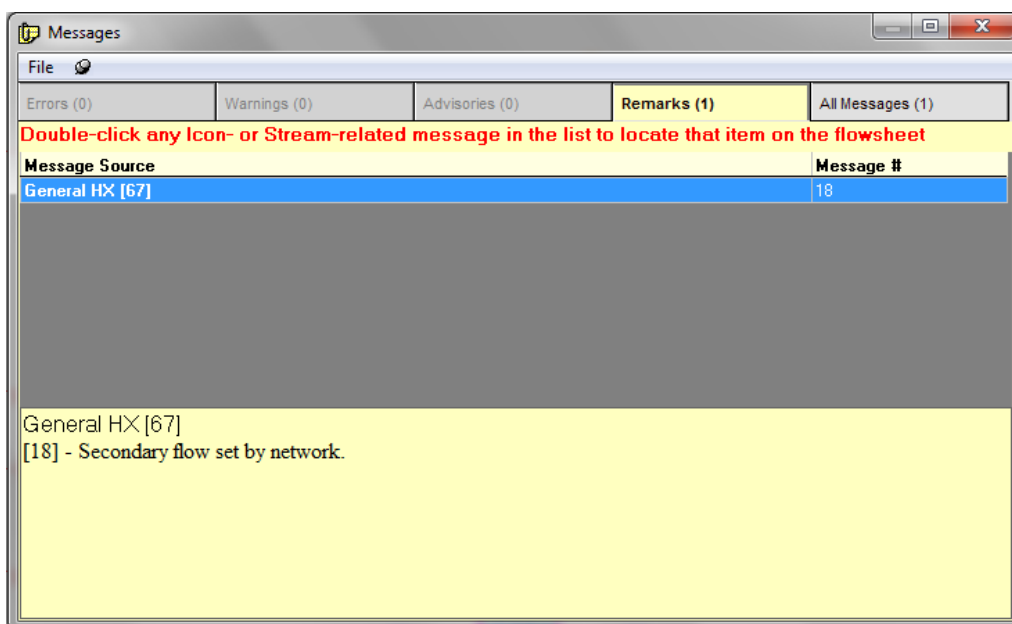 Messages
File
Errors (0) Warnings (0) Advisories (0) Remarks (1) All Messages (1)
Double-click any Icon- or Stream-related message in the list to locate that item on the flowsheet
Message Source Message #
General HX [67] 18
General HX [67]
[18] - Secondary flow set by network.